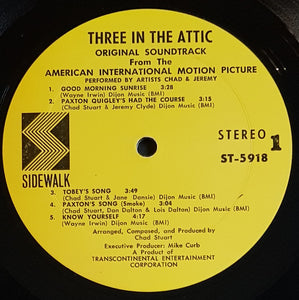 THREE IN THE ATTIC
ORIGINAL SOUNDTRACK
From the
AMERICAN INTERNATIONAL MOTION PICTURE
PERFORMED BY ARTISTS CHAD & JEREMY
1. GOOD MORNING SUNRISE 3:28
(Wayne Irwin) Dijon Music (BMI)
2. PAXTON QUIGLEY'S HAD THE COURSE 3:15
(Chad Stuart & Jeremy Clyde) Dijon Music (BMI)
STEREO 1
ST-5918
SIDEWALK
3. TOBEY'S SONG 3:49
(Chad Stuart & Jane Dansie) Dijon Music (BMI)
4. PAXTON'S SONG (Smoke) 3:04
(Chad Stuart, Dan Dalton & Lois Dalton) Dijon Music (BMI)
5. KNOW YOURSELF 4:17
(Wayne Irwin) Dijon Music (BMI)
Arranged, Composed, and Produced by
Chad Stuart
Executive Producer: Mike Curb
A Product of
TRANSCONTINENTAL ENTERTAINMENT
CORPORATION